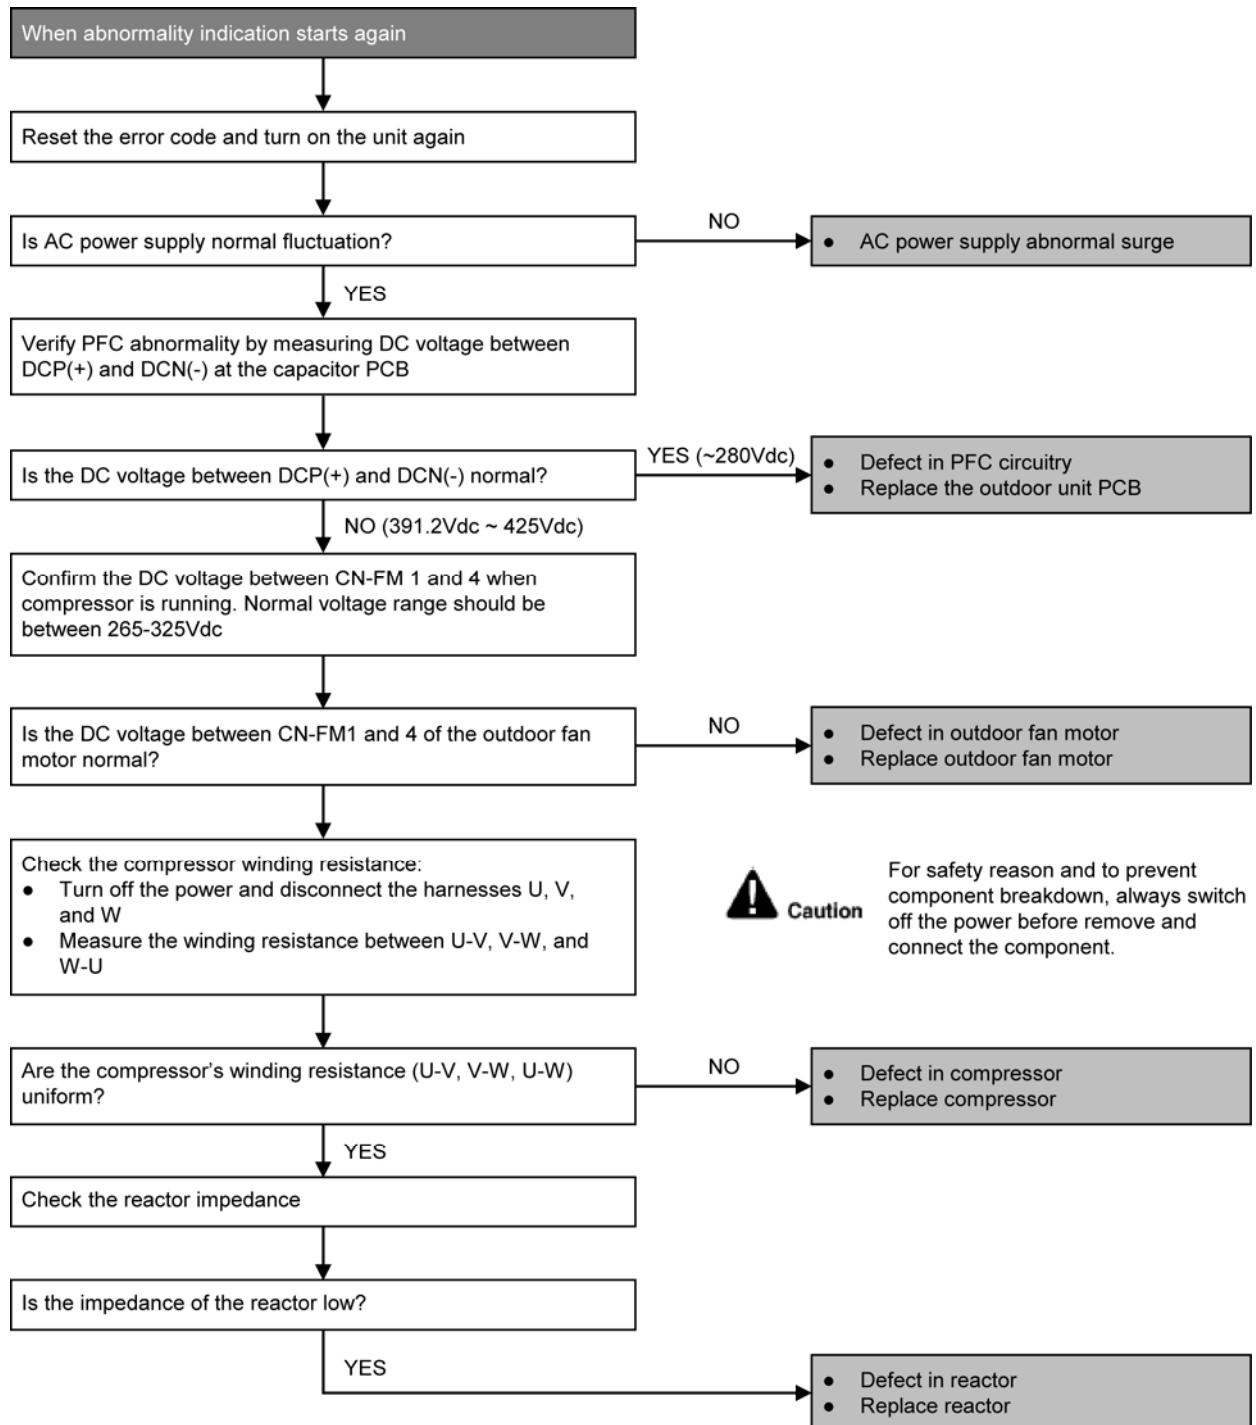 When abnormality indication starts again
Reset the error code and turn on the unit again
Is AC power supply normal fluctuation?
NO
● AC power supply abnormal surge
YES
Verify PFC abnormality by measuring DC voltage between
DCP(+) and DCN(-) at the capacitor PCB
Is the DC voltage between DCP(+) and DCN(-) normal?
YES (~280Vdc)
● Defect in PFC circuitry
● Replace the outdoor unit PCB
NO (391.2Vdc ~ 425Vdc)
Confirm the DC voltage between CN-FM 1 and 4 when
compressor is running. Normal voltage range should be
between 265-325Vdc
Is the DC voltage between CN-FM1 and 4 of the outdoor fan
motor normal?
NO
● Defect in outdoor fan motor
● Replace outdoor fan motor
Check the compressor winding resistance:
● Turn off the power and disconnect the harnesses U, V,
and W
● Measure the winding resistance between U-V, V-W, and
W-U
Caution
For safety reason and to prevent
component breakdown, always switch
off the power before remove and
connect the component.
Are the compressor's winding resistance (U-V, V-W, U-W)
uniform?
NO
● Defect in compressor
● Replace compressor
YES
Check the reactor impedance
Is the impedance of the reactor low?
YES
● Defect in reactor
● Replace reactor